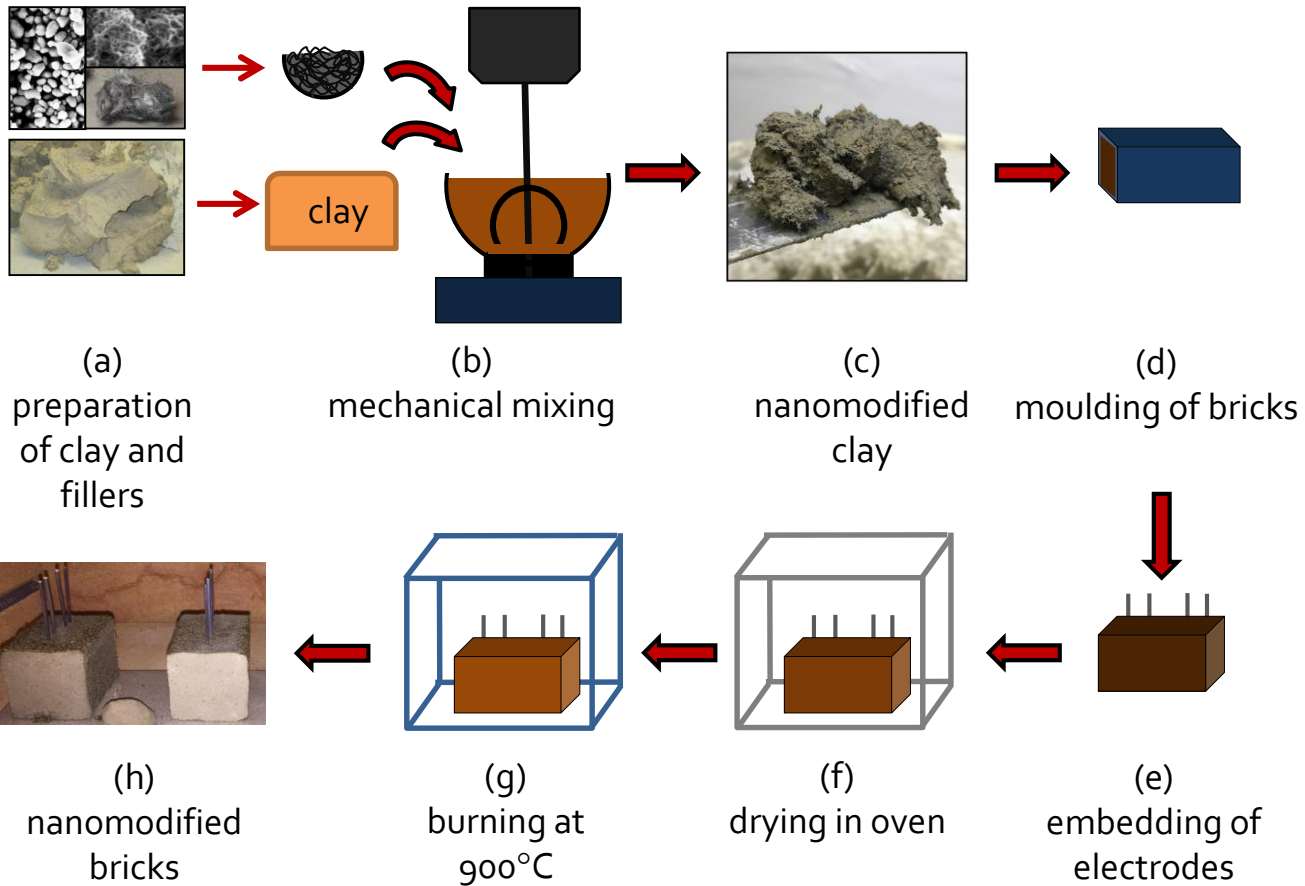 clay
(a)
preparation
of clay and
fillers
(b)
mechanical mixing
(c)
nanomodified
clay
(d)
moulding of bricks
(e)
embedding of
electrodes
(f)
drying in oven
(g)
burning at
900°C
(h)
nanomodified
bricks